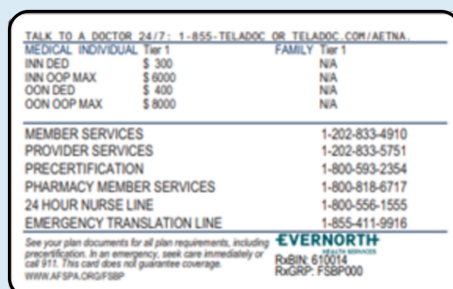 TALK TO A DOCTOR 24/7: 1-855-TELADOC OR TELADOC.COM/AETNA.
MEDICAL INDIVIDUAL Tier 1 FAMILY Tier 1
INN DED $ 300 N/A
INN OOP MAX $ 6000 N/A
OON DED $ 400 N/A
OON OOP MAX $ 8000 N/A
MEMBER SERVICES 1-202-833-4910
PROVIDER SERVICES 1-202-833-5751
PRECERTIFICATION 1-800-593-2354
PHARMACY MEMBER SERVICES 1-800-818-6717
24 HOUR NURSE LINE 1-800-556-1555
EMERGENCY TRANSLATION LINE 1-855-411-9916
See your plan documents for all plan requirements, including
precertification. In an emergency, seek care immediately or
call 911. This card does not guarantee coverage.
WWW.AFSPA.ORG/FSBP
EVERNORTH
HEALTH SERVICES
RxBIN: 610014
RxGRP: FSBP000